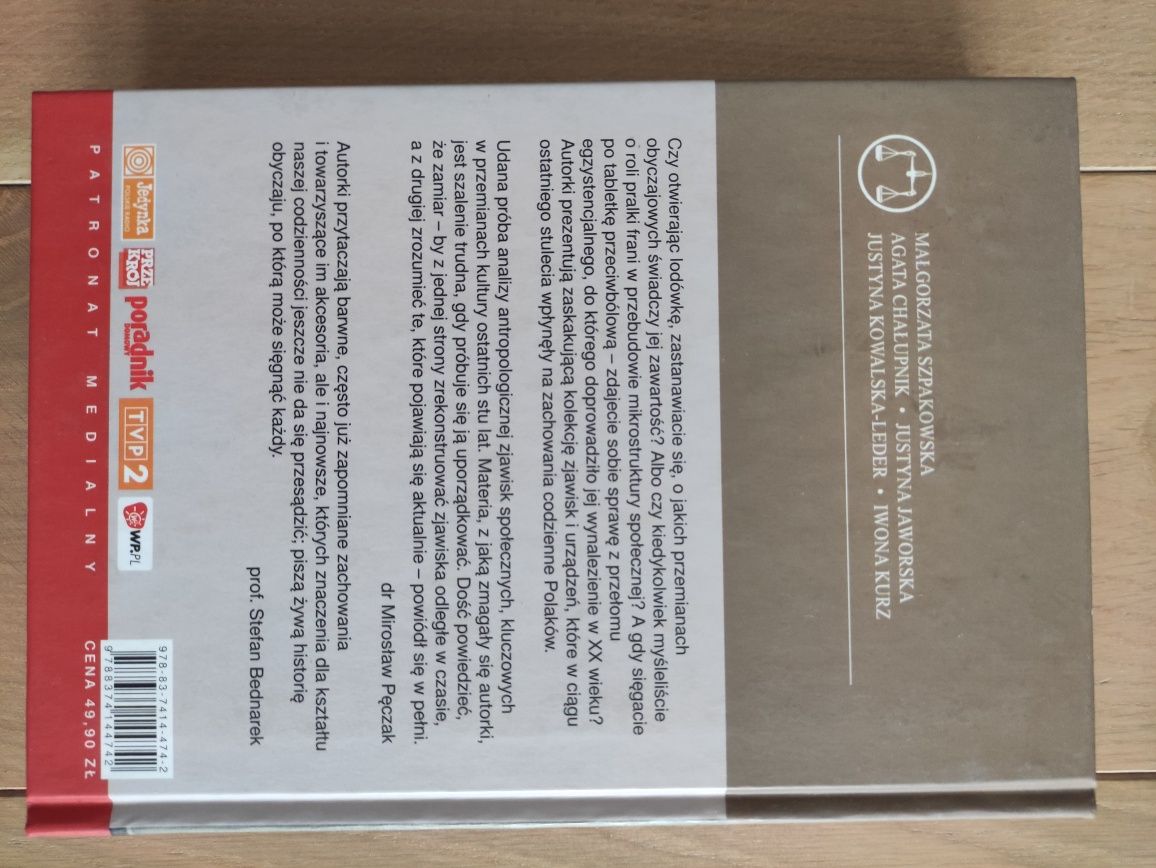 MAŁGORZATA SZPAKOWSKA
AGATA CHAŁUPNIK • JUSTYNA JAWORSKA
JUSTYNA KOWALSKA-LEDER • IWONA KURZ
Czy otwierając lodówkę, zastanawiacie się, o jakich przemianach
obyczajowych świadczy jej zawartość? Albo czy kiedykolwiek myśleliście
o roli pralki frani w przebudowie mikrostruktury społecznej? A gdy sięgacie
po tabletkę przeciwbólową – zdajecie sobie sprawę z przełomu
egzystencjalnego, do którego doprowadziło jej wynalezienie w XX wieku?
Autorki prezentują zaskakującą kolekcję zjawisk i urządzeń, które w ciągu
ostatniego stulecia wpłynęły na zachowania codzienne Polaków.
Udana próba analizy antropologicznej zjawisk społecznych, kluczowych
w przemianach kultury ostatnich stu lat. Materia, z jaką zmagały się autorki,
jest szalenie trudna, gdy próbuje się ją uporządkować. Dość powiedzieć,
że zamiar – by z jednej strony zrekonstruować zjawiska odległe w czasie,
a z drugiej zrozumieć te, które pojawiają się aktualnie – powiódł się w pełni.
dr Mirosław Pęczak
Autorki przytaczają barwne, często już zapomniane zachowania
i towarzyszące im akcesoria, ale i najnowsze, których znaczenia dla kształtu
naszej codzienności jeszcze nie da się przesądzić; piszą żywą historię
obyczaju, po którą może sięgnąć każdy.
prof. Stefan Bednarek
Jedynka
POLSKIE RADIO
PRZE
KRÓJ
poradnik
DOMOWY
TVP 2
WP.PL
978-83-7414-474-2
9788374144742
PATRONAT MEDIALNY
CENA 49,90 ZŁ